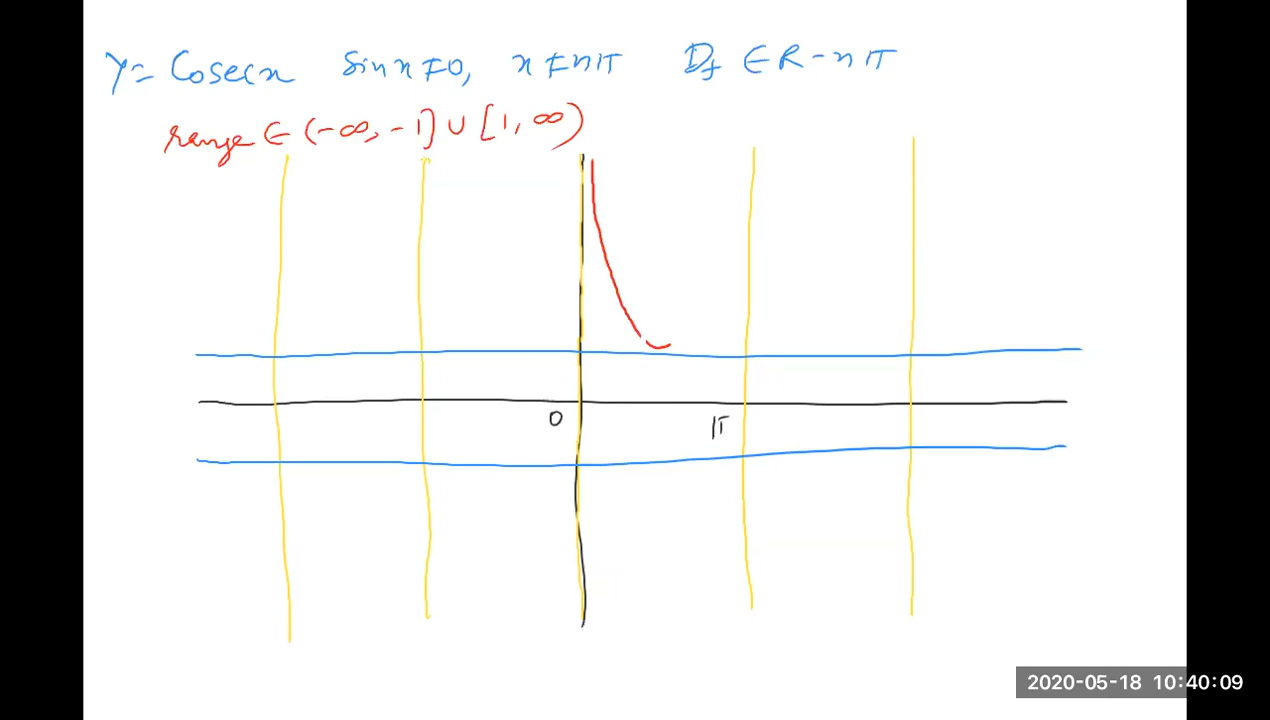 y = Cosecx sinx≠0, x≠nπ Df ∈ R - nπ
range ∈ (-∞, -1] ∪ [1, ∞)
0 π
2020-05-18 10:40:09